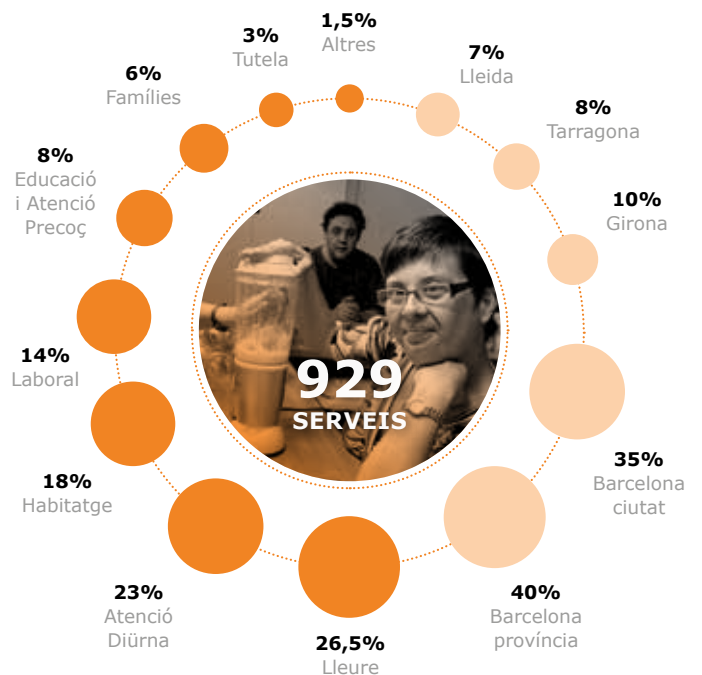 1,5%
Altres
3%
Tutela
6%
Famílies
8%
Educació
i Atenció
Precoç
14%
Laboral
18%
Habitatge
23%
Atenció
Diürna
26,5%
Lleure
7%
Lleida
8%
Tarragona
10%
Girona
35%
Barcelona
ciutat
40%
Barcelona
província
929
SERVEIS